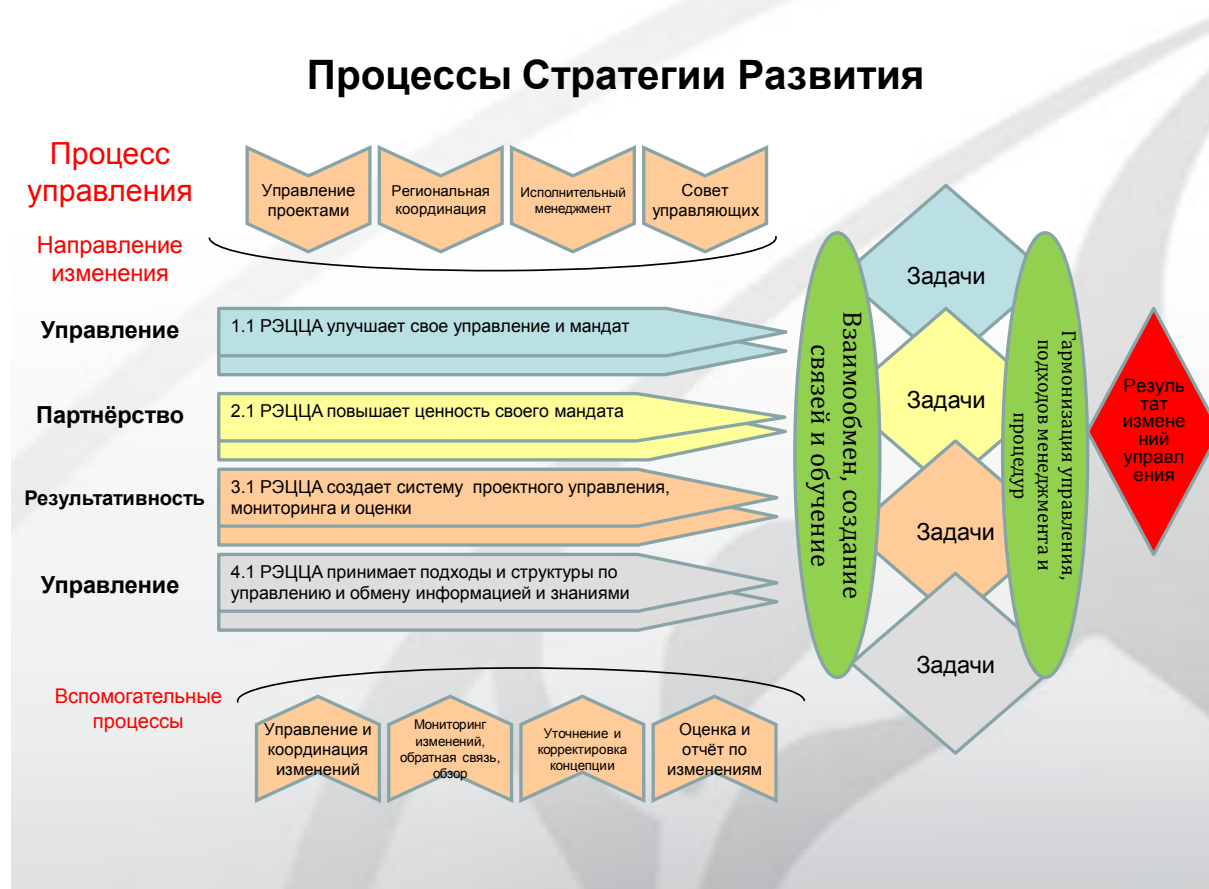 Процессы Стратегии Развития
Процесс
управления
Управление
проектами
Региональная
координация
Исполнительный
менеджмент
Совет
управляющих
Направление
изменения
Управление
1.1 РЭЦЦА улучшает свое управление и мандат
Партнёрство
2.1 РЭЦЦА повышает ценность своего мандата
Результативность
3.1 РЭЦЦА создает систему проектного управления,
мониторинга и оценки
Управление
4.1 РЭЦЦА принимает подходы и структуры по
управлению и обмену информацией и знаниями
Взаимообмен, создание
связей и обучение
Задачи
Задачи
Задачи
Задачи
Гармонизация управления,
подходов менеджмента и
процедур
Резуль
тат
измене
ний
управл
ения
Вспомогательные
процессы
Управление и
координация
изменений
Мониторинг
изменений,
обратная связь,
обзор
Уточнение и
корректировка
концепции
Оценка и
отчёт по
изменениям